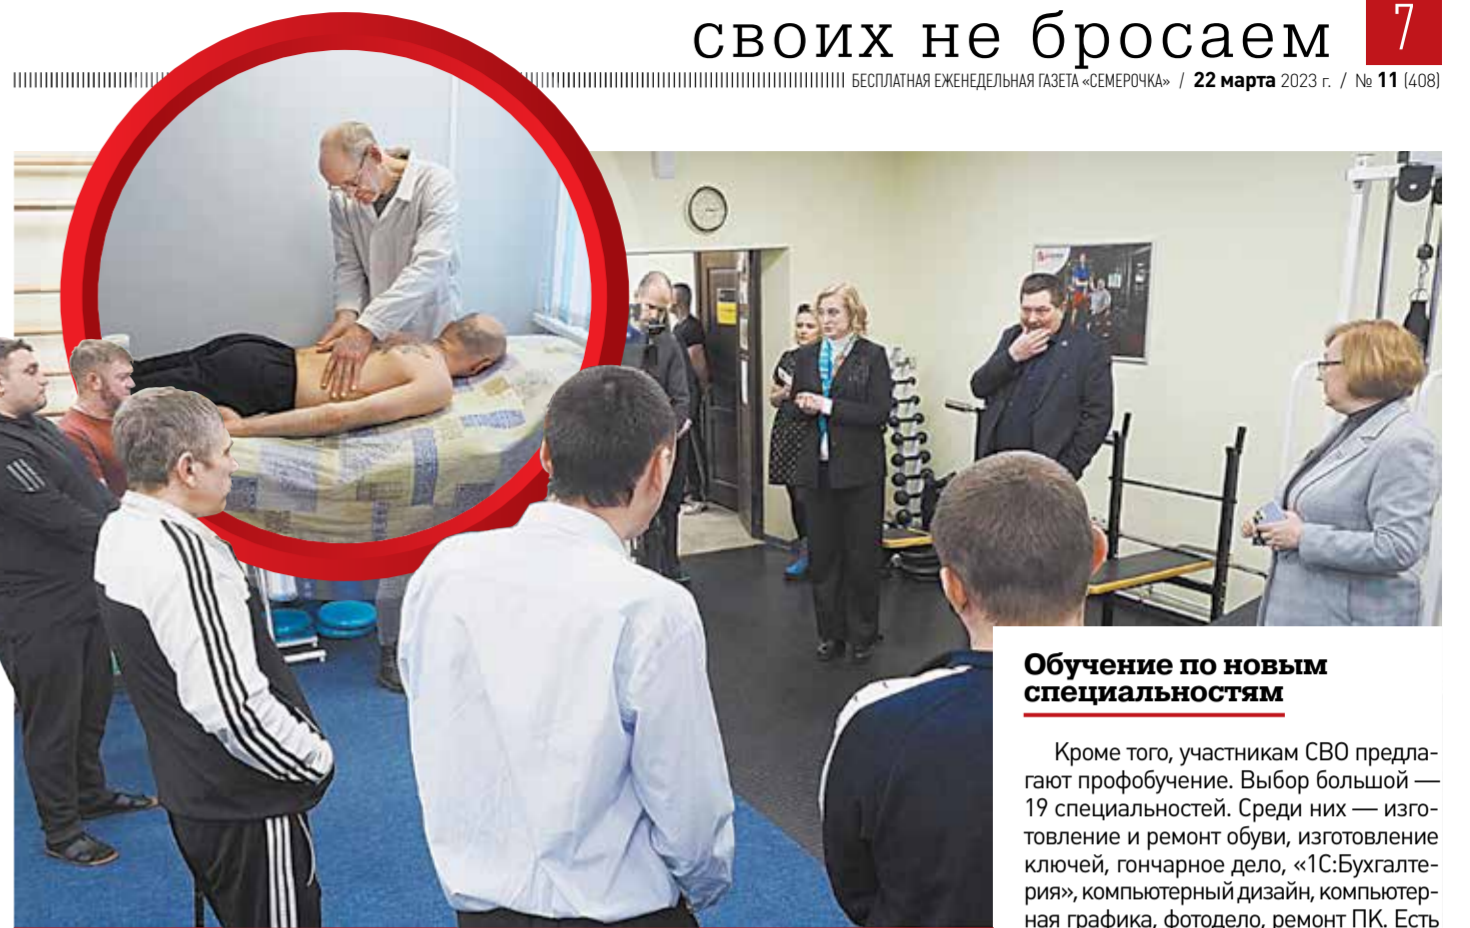 своих не бросаем
7
БЕСПЛАТНАЯ ЕЖЕНЕДЕЛЬНАЯ ГАЗЕТА «СЕМЕРОЧКА» / 22 марта 2023 г. / № 11 (408)
Обучение по новым
специальностям
Кроме того, участникам СВО предла-
гают профобучение. Выбор большой —
19 специальностей. Среди них — изго-
товление и ремонт обуви, изготовление
ключей, гончарное дело, «1С:Бухгалте-
рия», компьютерный дизайн, компьютер-
ная графика, фотодело, ремонт ПК. Есть